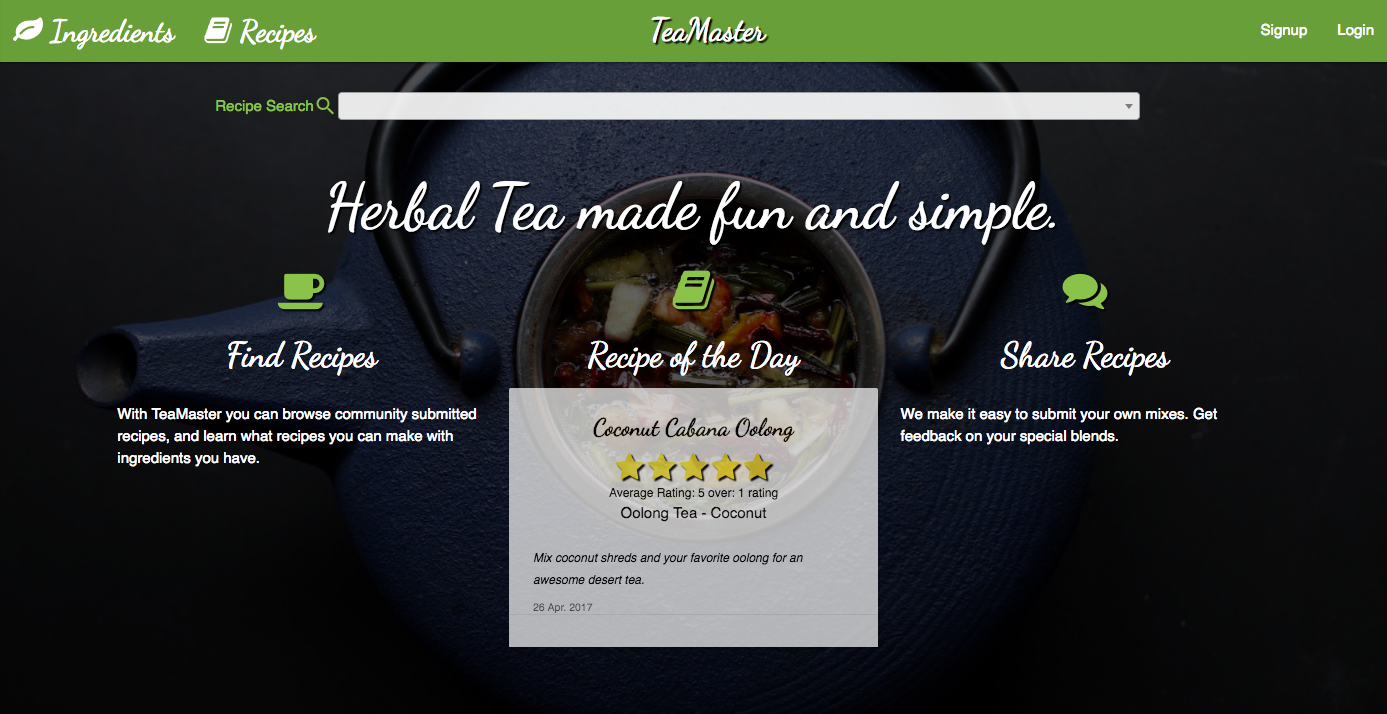 Ingredients Recipes TeaMaster Signup Login
Recipe Search
Herbal Tea made fun and simple.
Find Recipes
With TeaMaster you can browse community submitted
recipes, and learn what recipes you can make with
ingredients you have.
Recipe of the Day
Coconut Cabana Oolong
Average Rating: 5 over: 1 rating
Oolong Tea - Coconut
Mix coconut shreds and your favorite oolong for an
awesome desert tea.
26 Apr. 2017
Share Recipes
We make it easy to submit your own mixes. Get
feedback on your special blends.